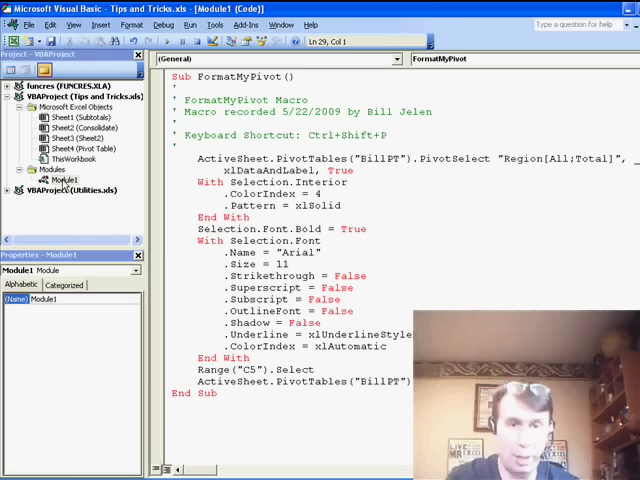 Microsoft Visual Basic - Tips and Tricks.xls - [Module1 (Code)]
File Edit View Insert Format Debug Run Tools Add-Ins Window Help
Type a question for help
Ln 29, Col 1
Project - VBAProject
(General)
FormatMyPivot
funcres (FUNCRES.XLA)
VBAProject (Tips and Tricks.xls)
Microsoft Excel Objects
Sheet1 (Subtotals)
Sheet2 (Consolidate)
Sheet3 (Sheet2)
Sheet4 (Pivot Table)
ThisWorkbook
Modules
Module1
VBAProject (Utilities.xls)
Properties - Module1
Module1 Module
Alphabetic Categorized
(Name) Module1
Sub FormatMyPivot()
'
' FormatMyPivot Macro
' Macro recorded 5/22/2009 by Bill Jelen
'
' Keyboard Shortcut: Ctrl+Shift+P
'
ActiveSheet.PivotTables("BillPT").PivotSelect "Region[All;Total]", _
xlDataAndLabel, True
With Selection.Interior
.ColorIndex = 4
.Pattern = xlSolid
End With
Selection.Font.Bold = True
With Selection.Font
.Name = "Arial"
.Size = 11
.Strikethrough = False
.Superscript = False
.Subscript = False
.OutlineFont = False
.Shadow = False
.Underline = xlUnderlineStyle
.ColorIndex = xlAutomatic
End With
Range("C5").Select
ActiveSheet.PivotTables("BillPT")
End Sub